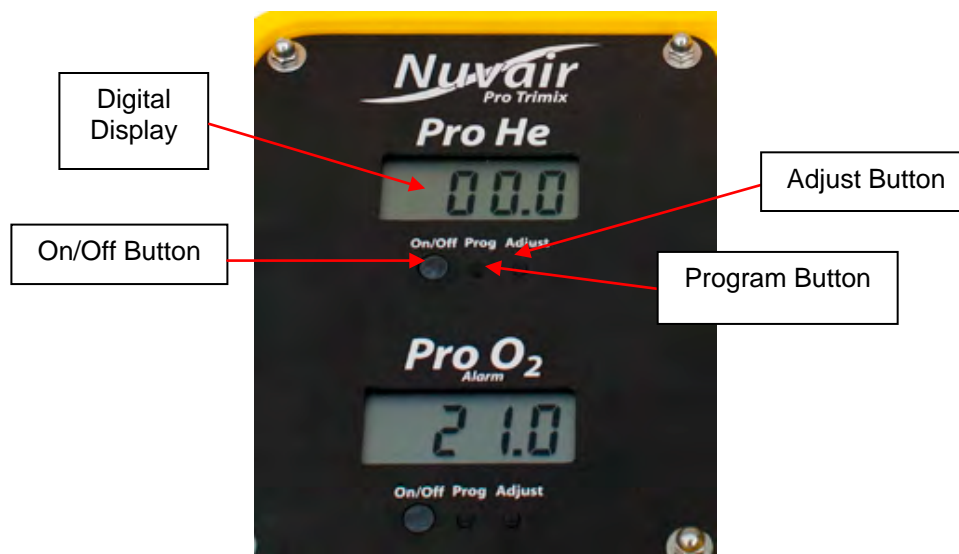 Digital
Display
Nuvair
Pro Trimix
Pro He
00.0
Adjust Button
On/Off Button
On/Off Prog Adjust
Program Button
Pro O2
Alarm
21.0
On/Off Prog Adjust